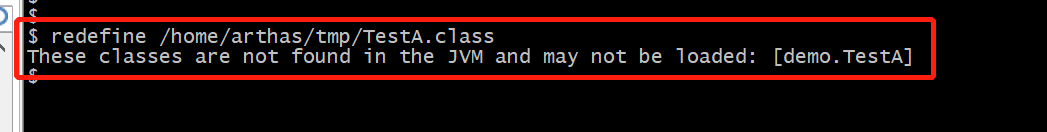 $
$ redefine /home/arthas/tmp/TestA.class
These classes are not found in the JVM and may not be loaded: [demo.TestA]
$